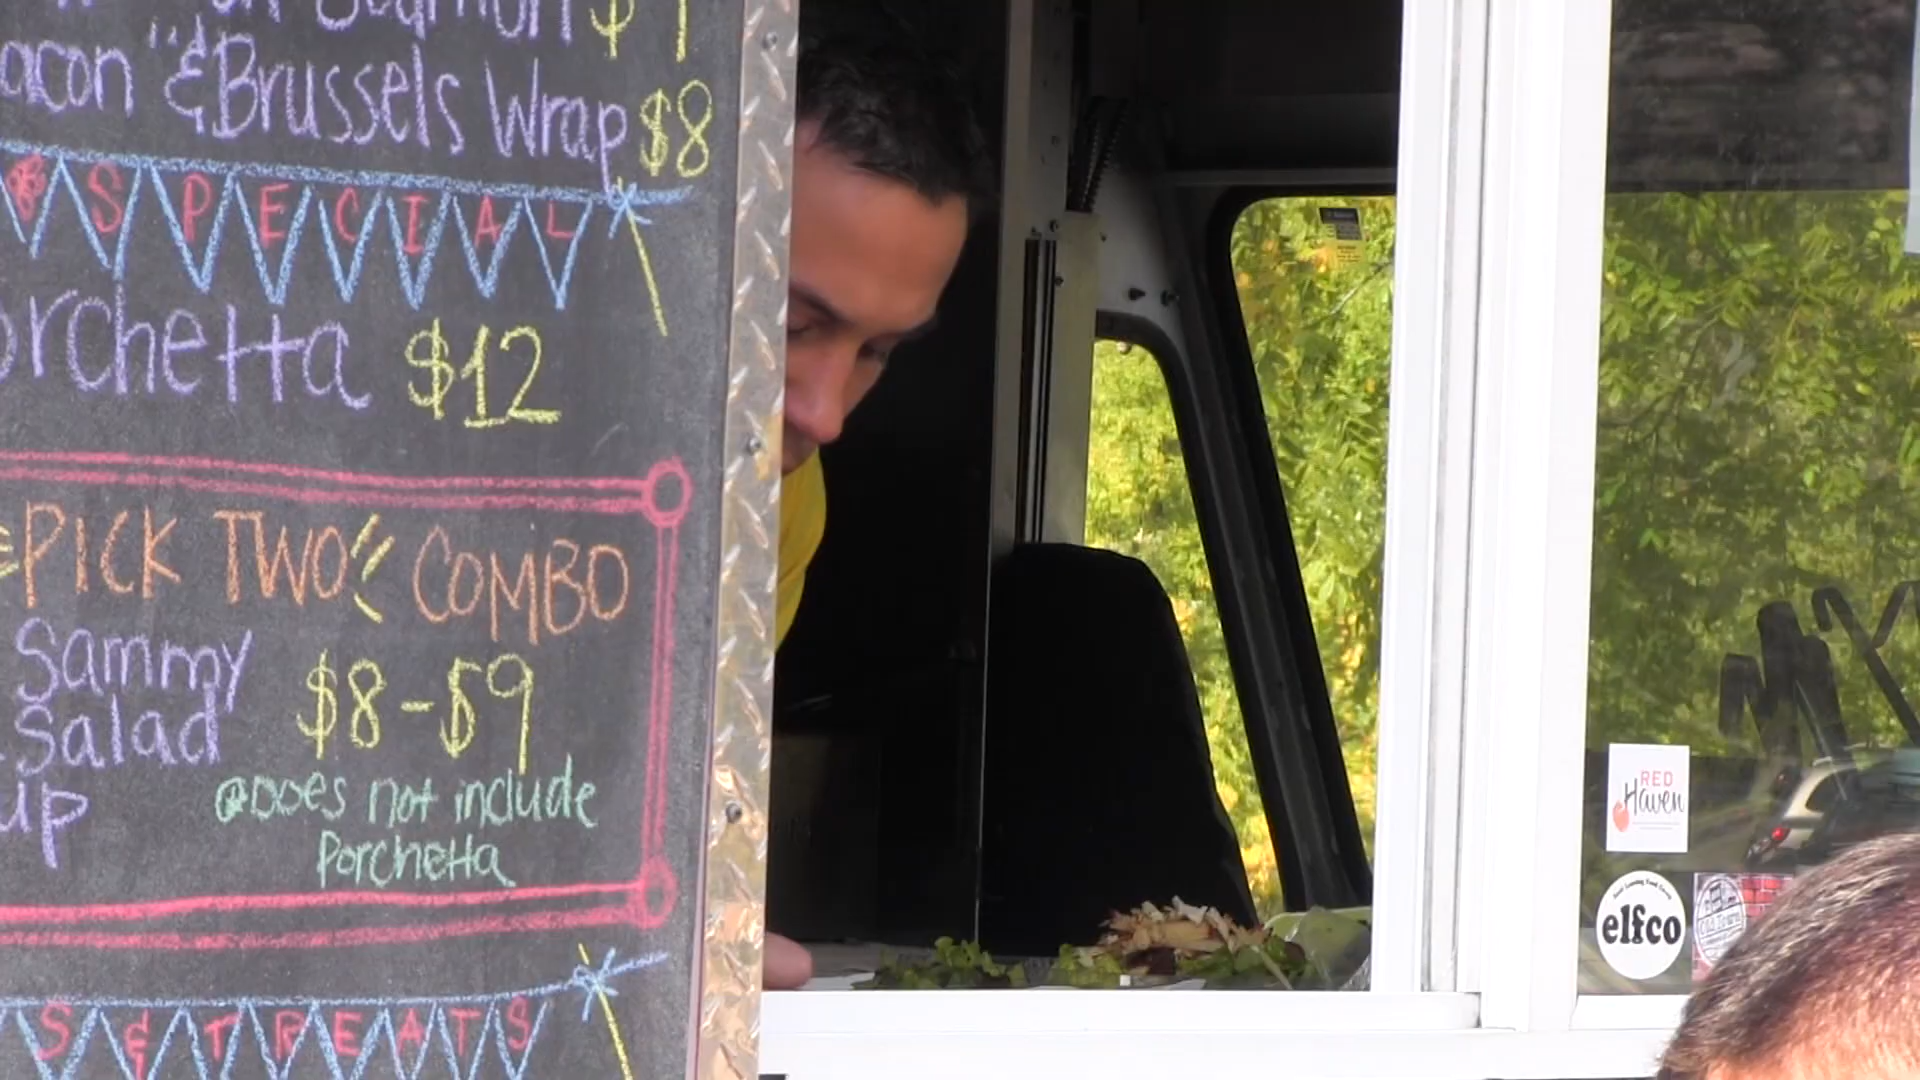 acon "&Brussels Wrap $8
SPECIAL
orchetta $12
PICK TWO COMBO
Sammy
Salad
$8-$9
up
Does not include
Porchetta
S & TREATS
RED
Haven
elfco